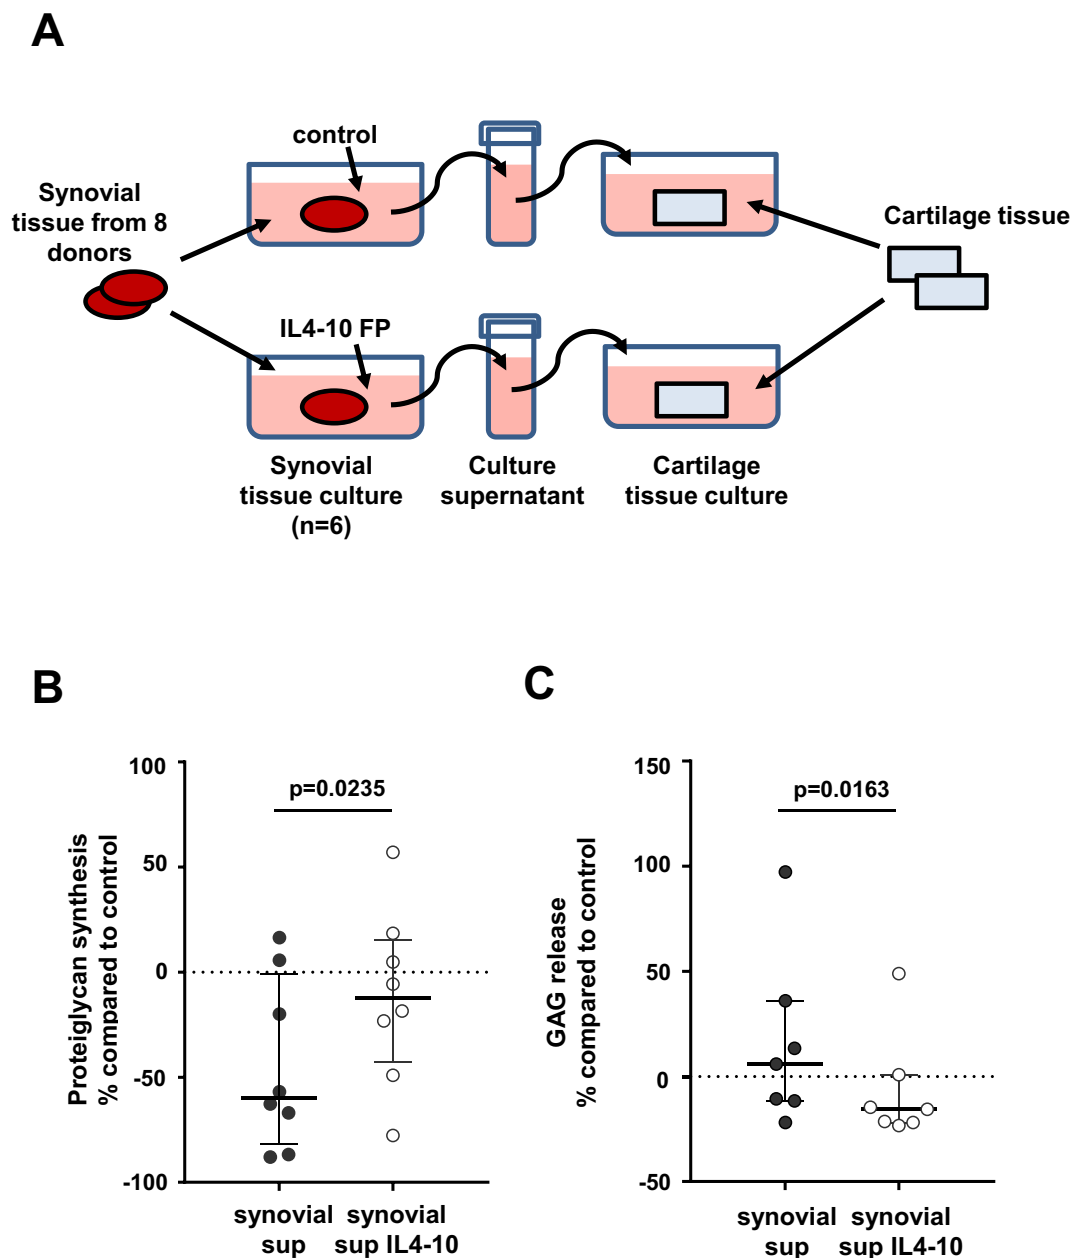 A
control
Synovial
tissue from 8
donors
Cartilage tissue
IL4-10 FP
Synovial
tissue culture
(n=6)
Culture
supernatant
Cartilage
tissue culture
B
Proteiglycan synthesis
% compared to control
100
50
0
-50
-100
p=0.0235
synovial
sup
synovial
sup IL4-10
C
GAG release
% compared to control
150
100
50
0
-50
p=0.0163
synovial
sup
synovial
sup IL4-10